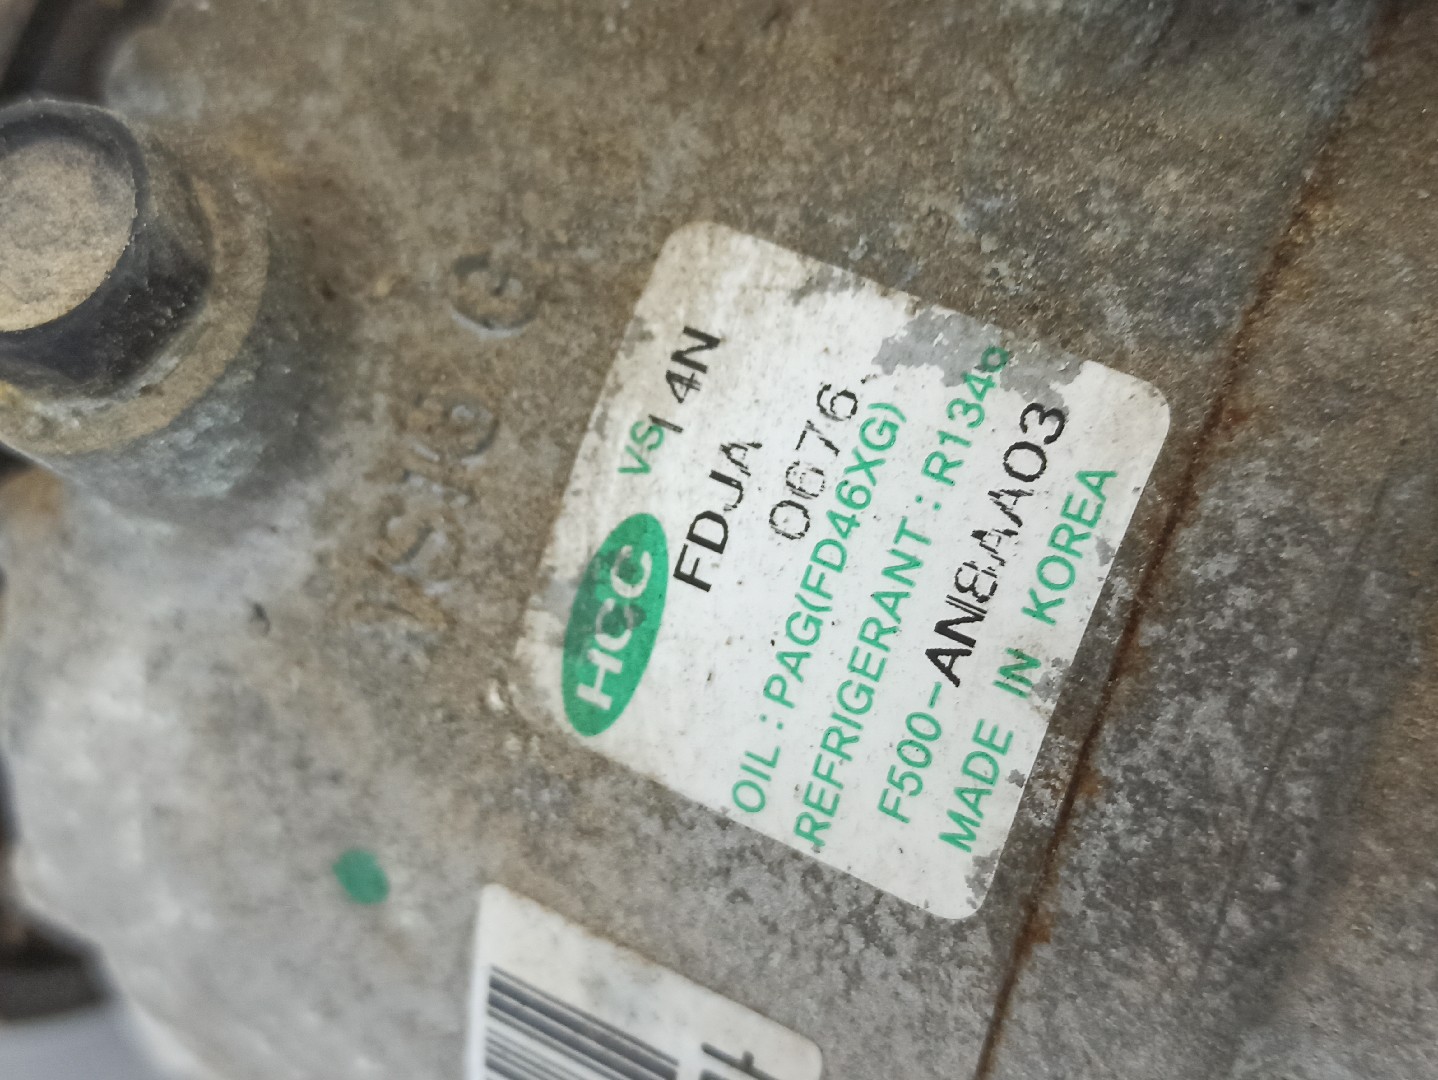 HCC VS14N
FDJA
0676
OIL : PAG(FD46XG)
REFRIGERANT : R134a
F500-AN8AA03
MADE IN KOREA